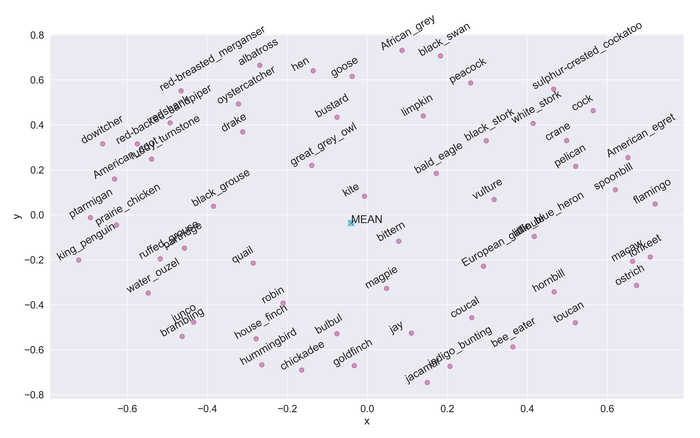 African_grey
black_swan
red-breasted_merganser
albatross
hen
goose
peacock
sulphur-crested_cockatoo
oystercatcher
bustard
limpkin
white_stork
cock
dowitcher
red-backed_sandpiper
redshank
drake
black_stork
crane
American_egret
ruddy_turnstone
great_grey_owl
bald_eagle
pelican
spoonbill
black_grouse
kite
vulture
flamingo
ptarmigan
prairie_chicken
MEAN
king_penguin
ruffed_grouse
partridge
bittern
little_blue_heron
macaw
lorikeet
water_ouzel
quail
magpie
hornbill
ostrich
robin
junco
brambling
house_finch
bulbul
jay
coucal
toucan
hummingbird
chickadee
goldfinch
jacamar
indigo_bunting
bee_eater
0.8
0.6
0.4
0.2
0.0
−0.2
−0.4
−0.6
−0.8
y
−0.6
−0.4
−0.2
0.0
0.2
0.4
0.6
x